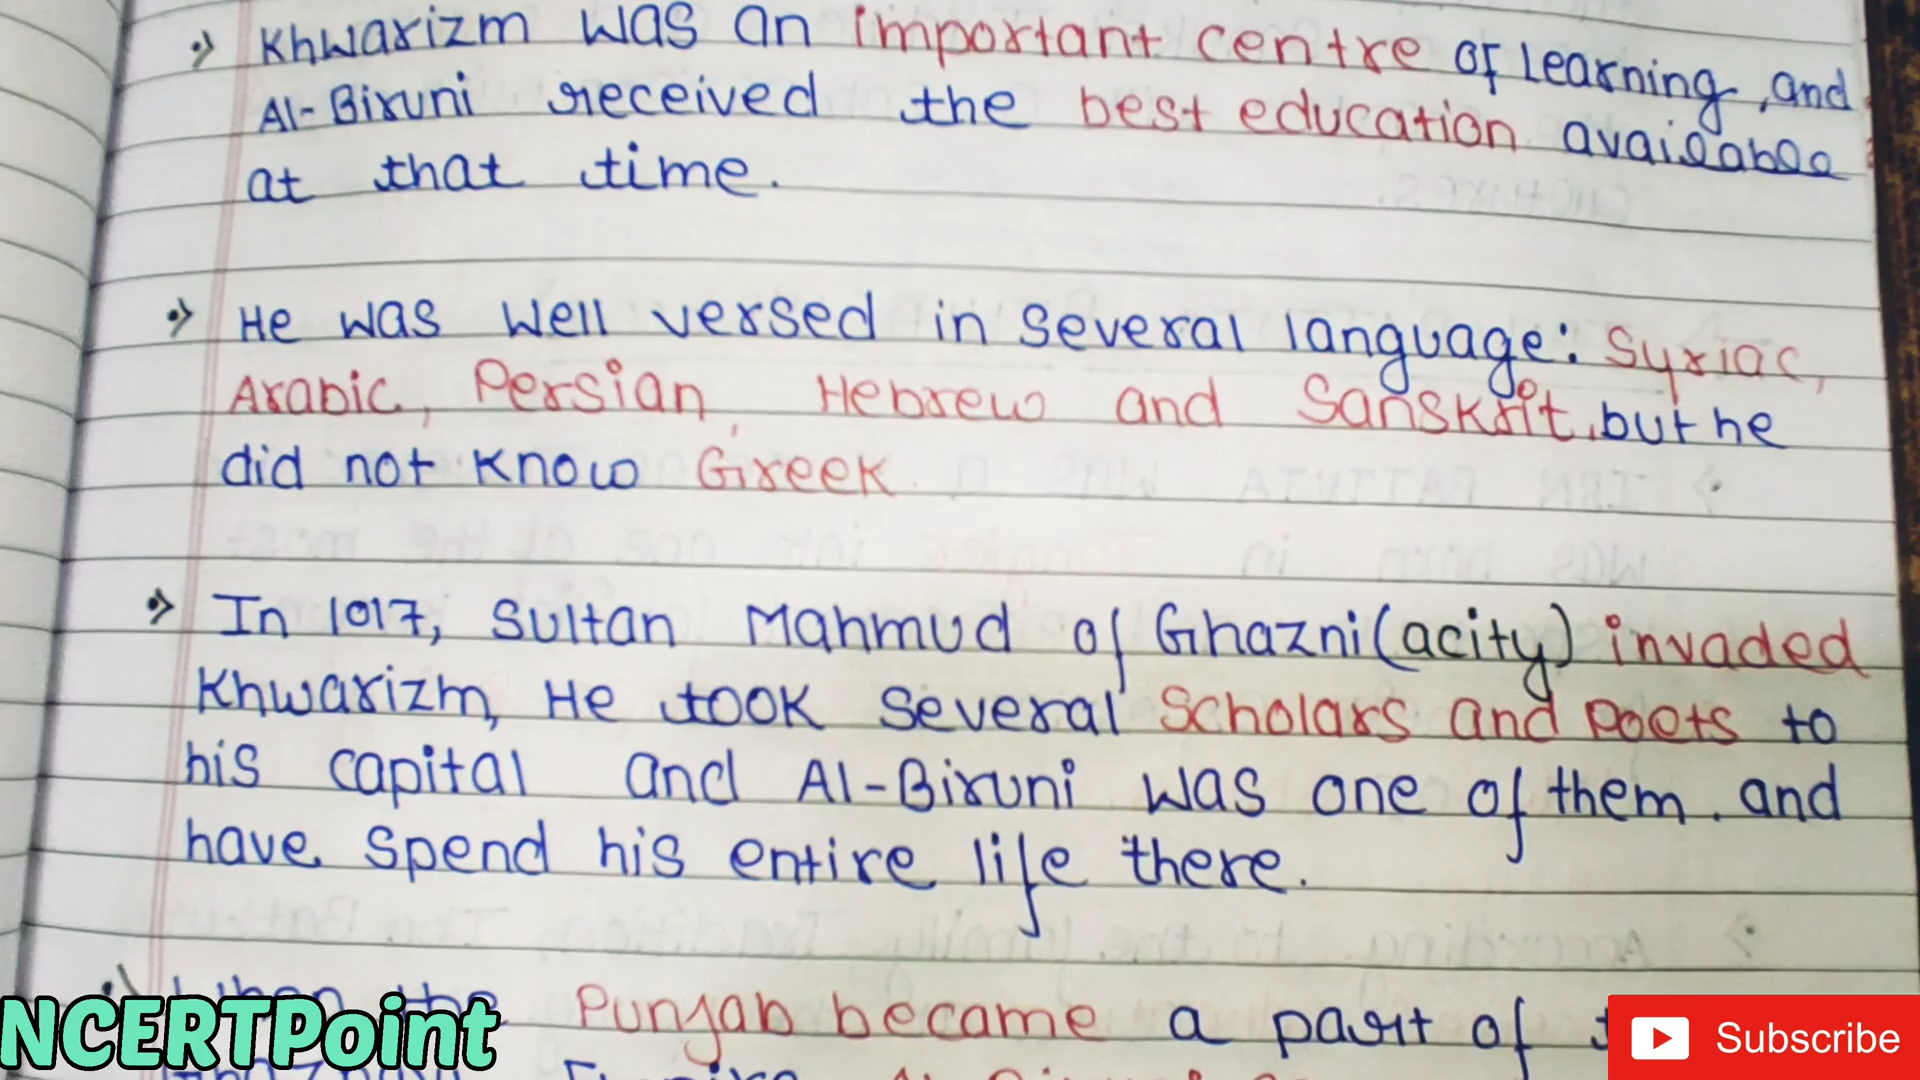 Khwarizm was an important centre of Learning, and
Al-Biruni received the best education available
at that time.
He was well versed in several language: Syriac,
Arabic, Persian, Hebrew and Sanskrit, but he
did not know Greek
In 1017, Sultan Mahmud of Ghazni (acity) invaded
Khwarizm, He took several Scholars and Poets to
his capital and Al-Biruni was one of them. and
have spend his entire life there.
When the Punjab became a part of
NCERTPoint
Subscribe